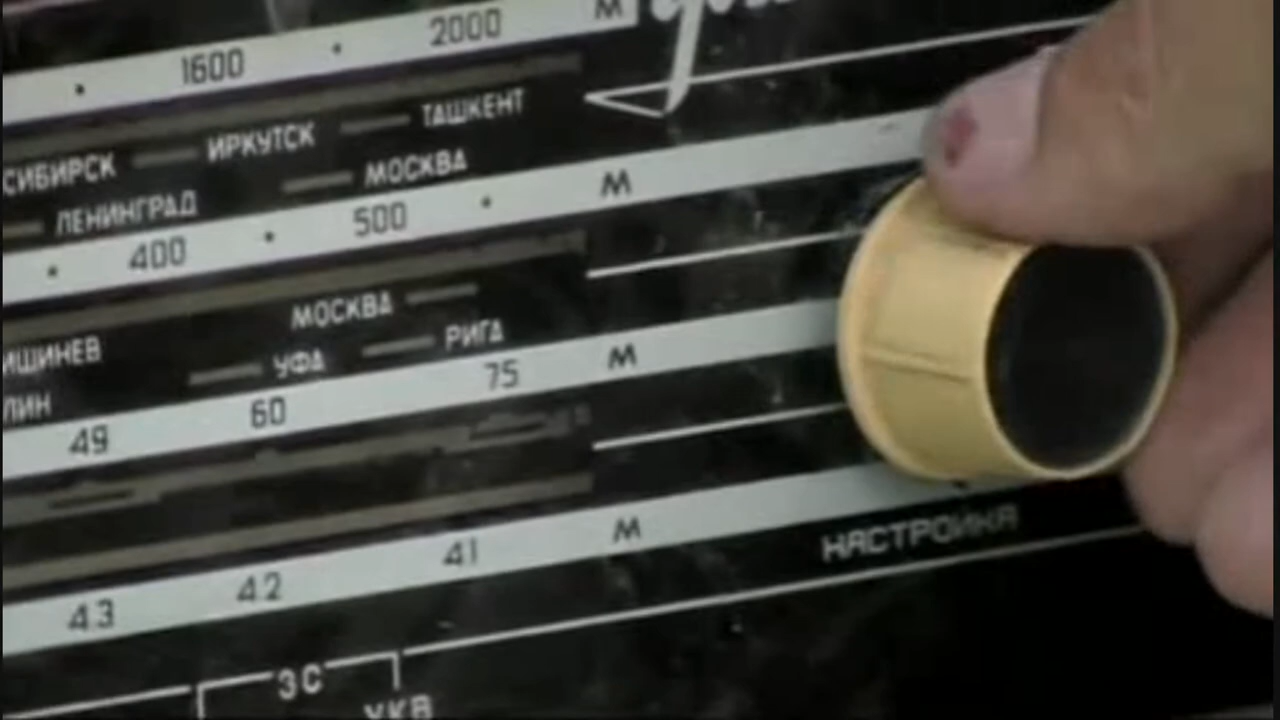 1600 · 2000 М
СИБИРСК ИРКУТСК ТАШКЕНТ
ЛЕНИНГРАД МОСКВА
400 · 500 · М
МОСКВА
ИШИНЕВ УФА РИГА
ЛИН
49 60 75 М
43 42 41 М
НАСТРОЙКА
ЗС
УКВ